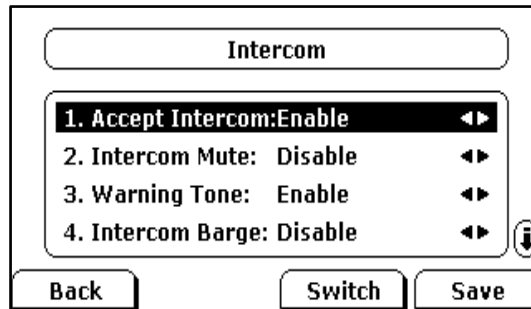 Intercom
1. Accept Intercom:Enable
2. Intercom Mute: Disable
3. Warning Tone: Enable
4. Intercom Barge: Disable
Back Switch Save